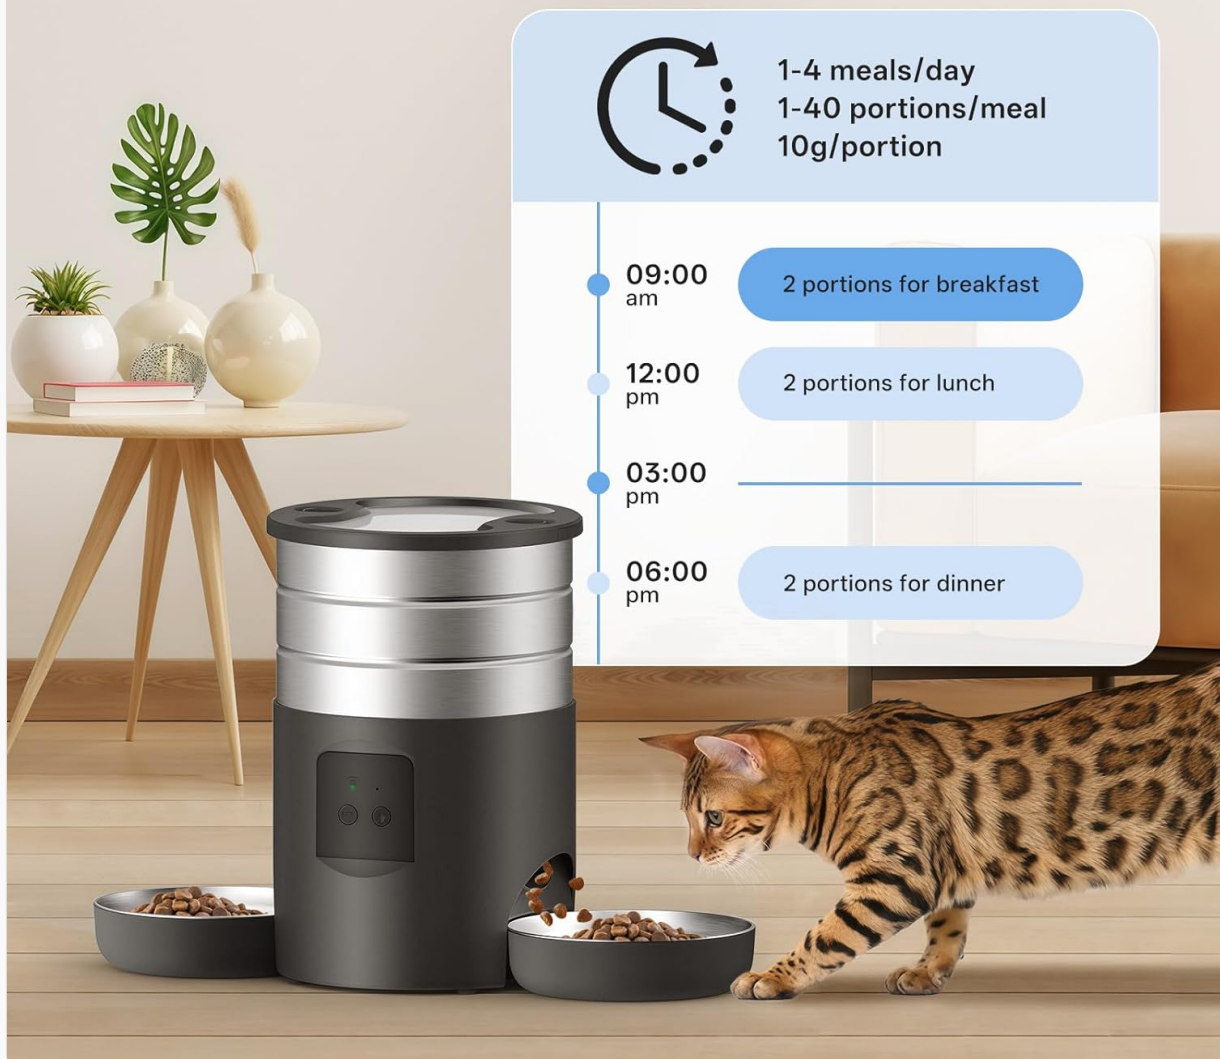 1-4 meals/day
1-40 portions/meal
10g/portion
09:00
am
2 portions for breakfast
12:00
pm
2 portions for lunch
03:00
pm
06:00
pm
2 portions for dinner